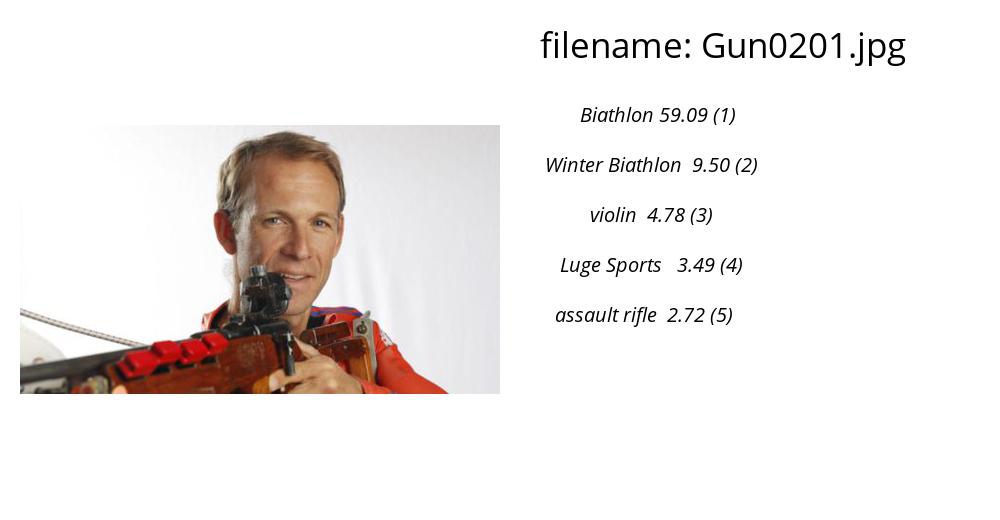 filename: Gun0201.jpg
Biathlon 59.09 (1)
Winter Biathlon 9.50 (2)
violin 4.78 (3)
Luge Sports 3.49 (4)
assault rifle 2.72 (5)